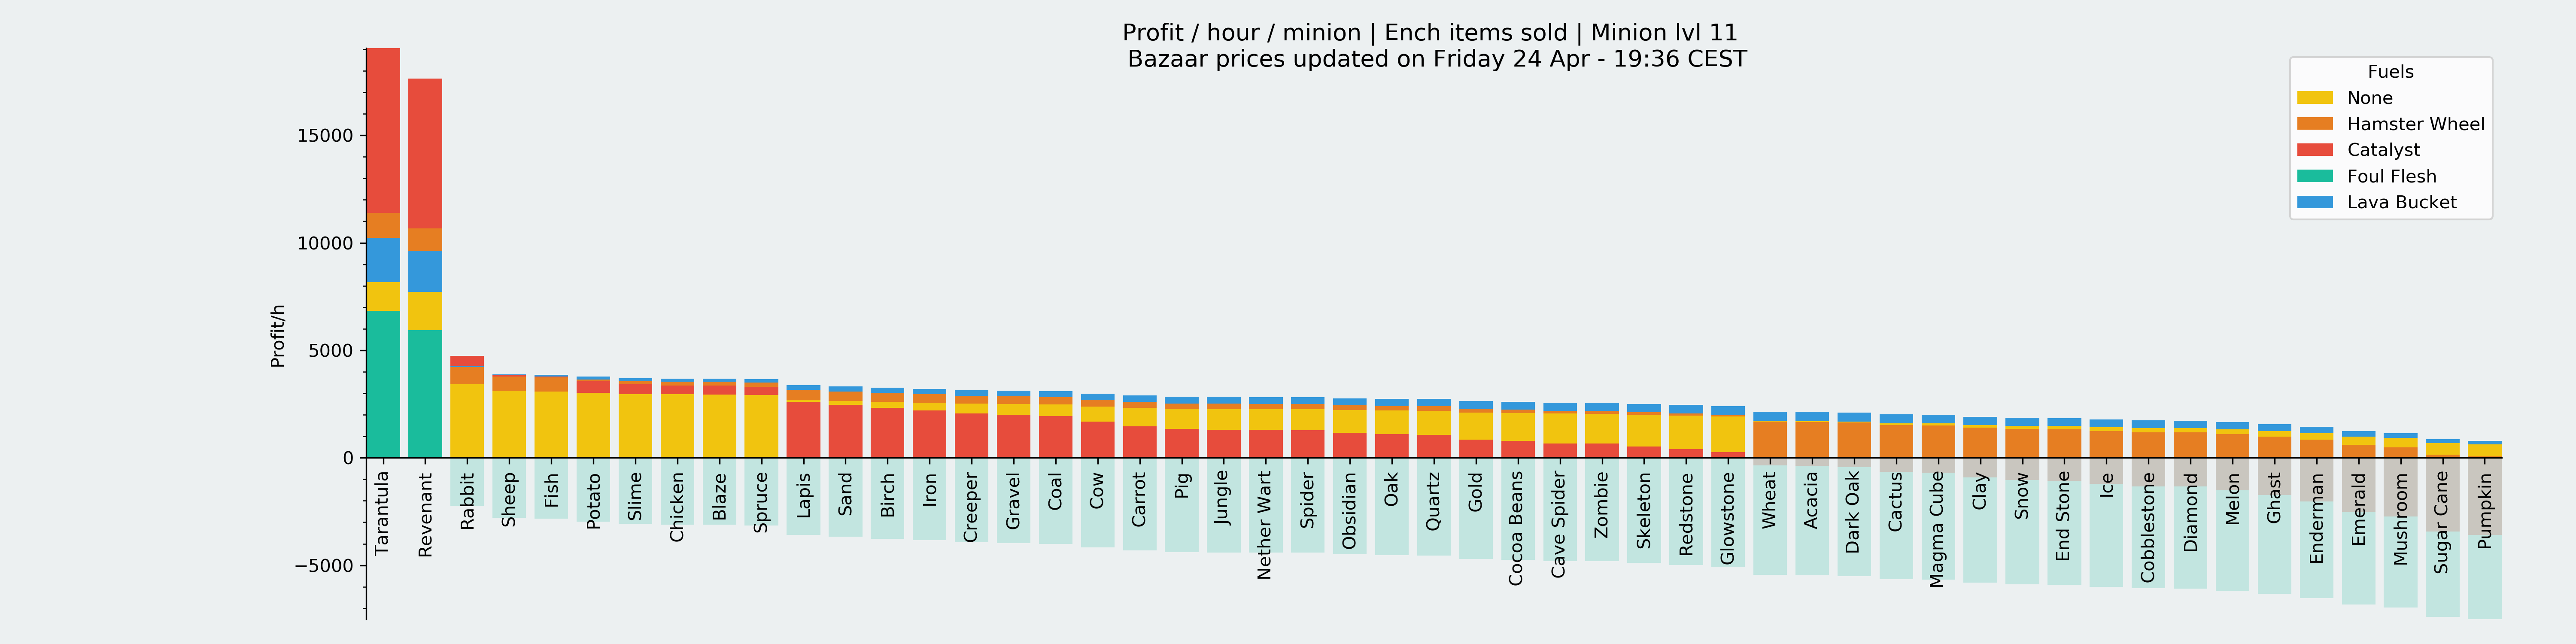 Profit / hour / minion | Ench items sold | Minion lvl 11
Bazaar prices updated on Friday 24 Apr - 19:36 CEST
Fuels
None
Hamster Wheel
Catalyst
Foul Flesh
Lava Bucket
Profit/h
15000
10000
5000
0
−5000
Tarantula
Revenant
Rabbit
Sheep
Fish
Potato
Slime
Chicken
Blaze
Spruce
Lapis
Sand
Birch
Iron
Creeper
Gravel
Coal
Cow
Carrot
Pig
Jungle
Nether Wart
Spider
Obsidian
Oak
Quartz
Gold
Cocoa Beans
Cave Spider
Zombie
Skeleton
Redstone
Glowstone
Wheat
Acacia
Dark Oak
Cactus
Magma Cube
Clay
Snow
End Stone
Ice
Cobblestone
Diamond
Melon
Ghast
Enderman
Emerald
Mushroom
Sugar Cane
Pumpkin